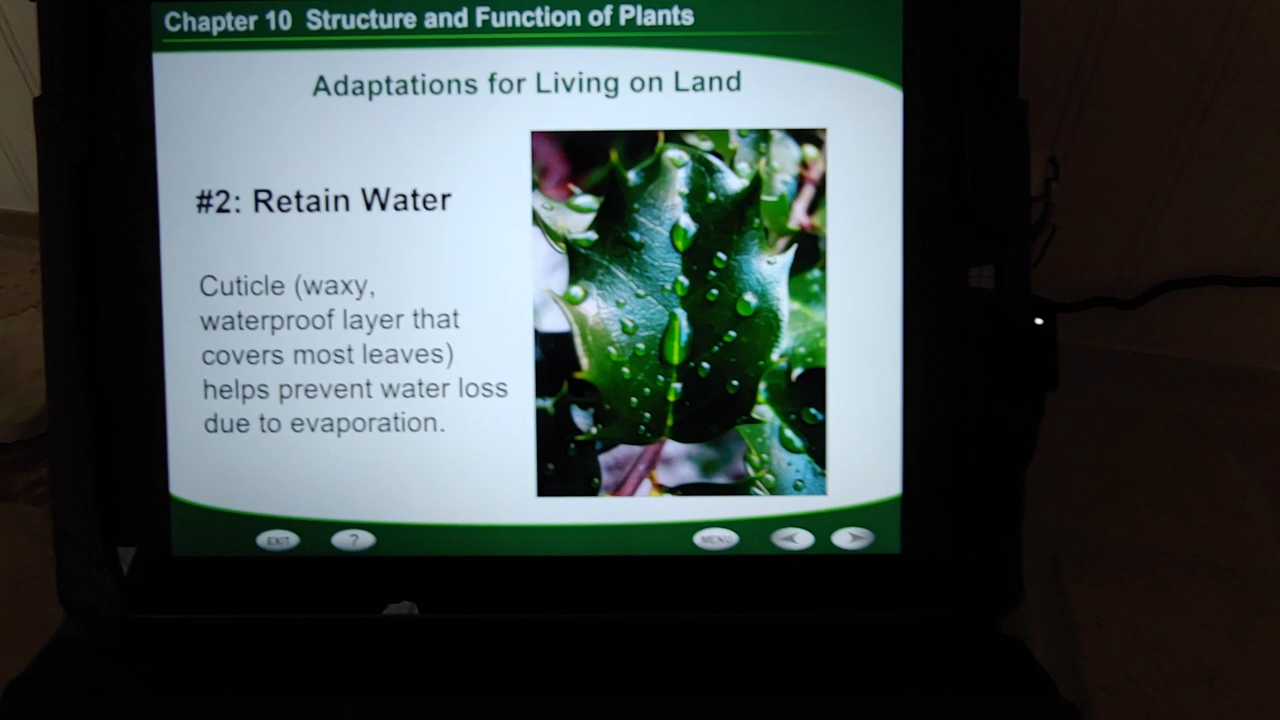 Chapter 10 Structure and Function of Plants
Adaptations for Living on Land
#2: Retain Water
Cuticle (waxy,
waterproof layer that
covers most leaves)
helps prevent water loss
due to evaporation.
EXIT
?
MENU